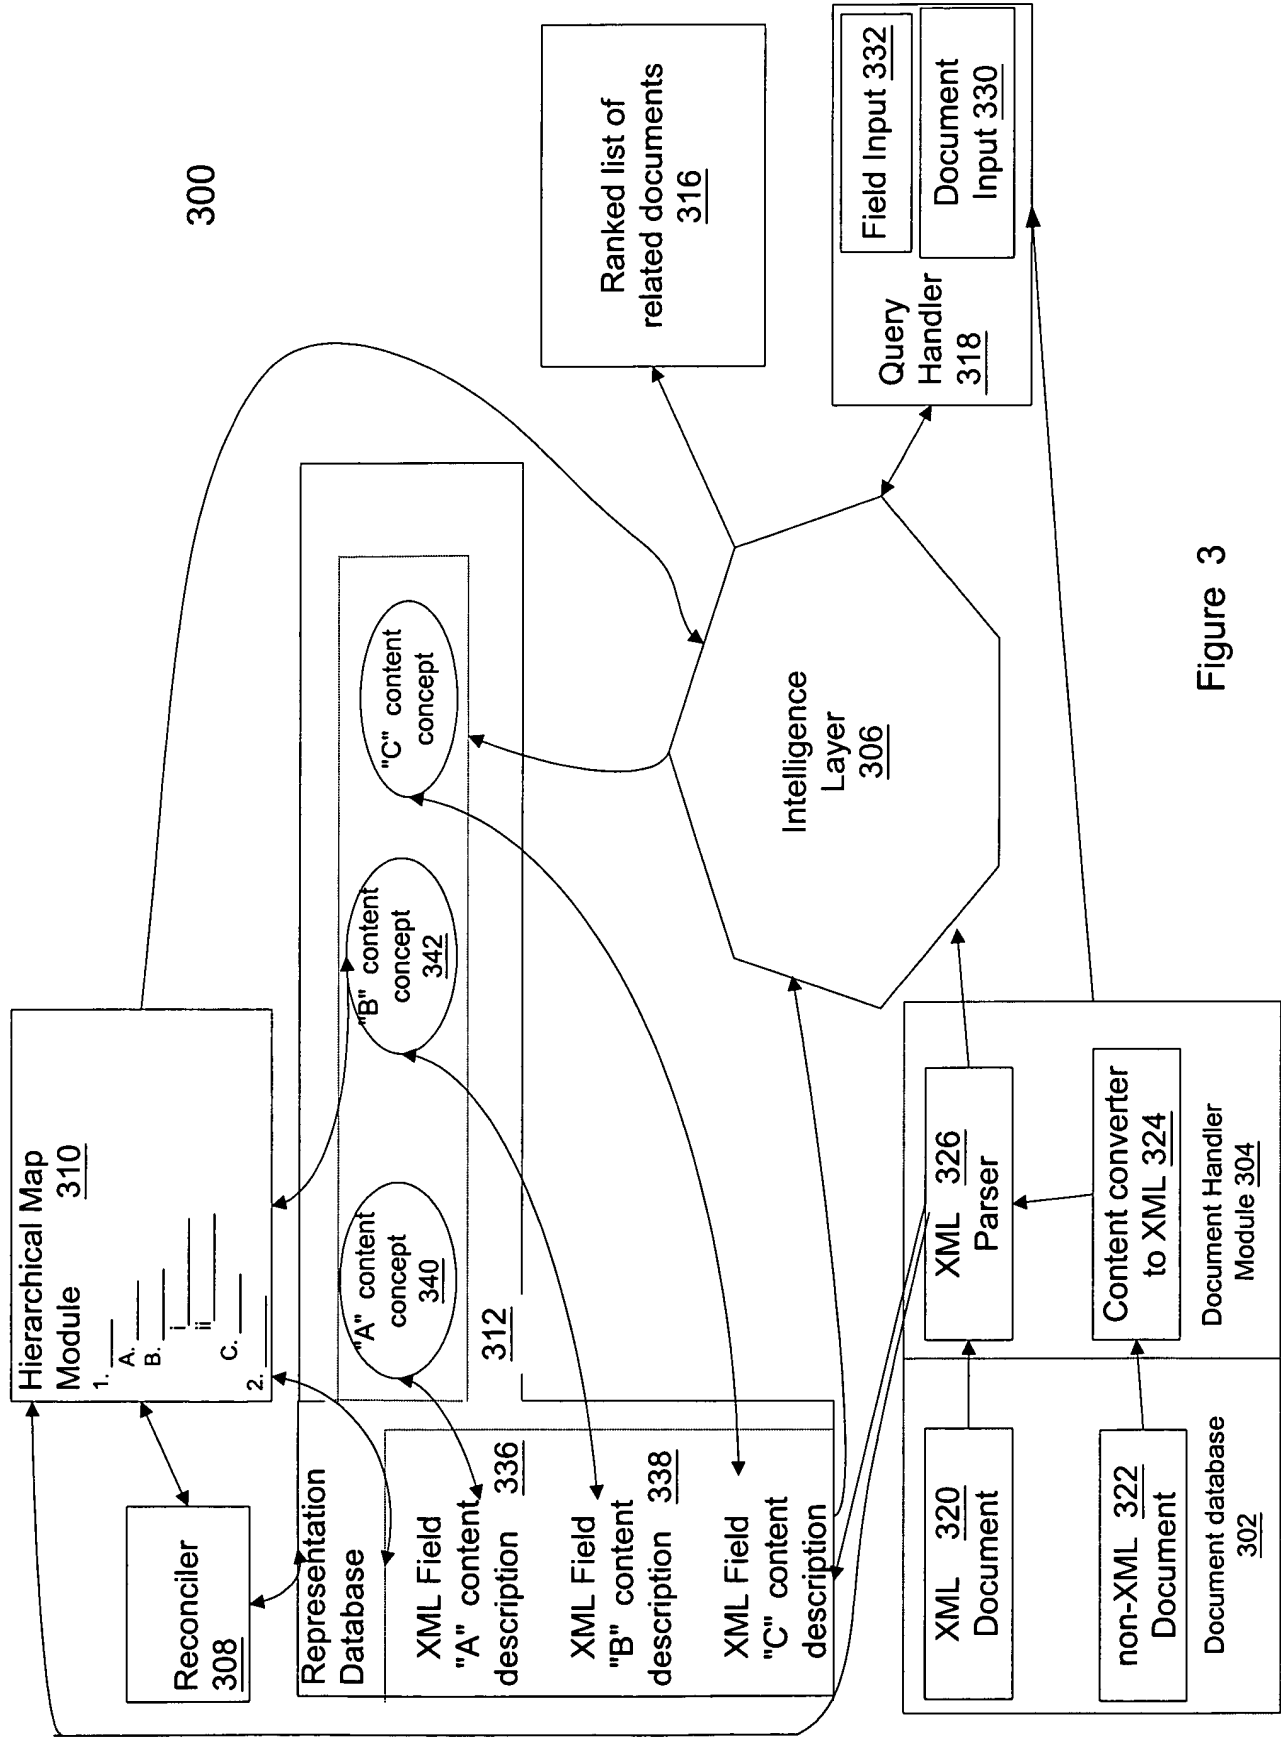 300
Hierarchical Map
Module 310
1.
A.
B.
i
ii
C.
2.
Reconciler
308
Representation
Database
312
"A" content
concept
340
"B" content
concept
342
"C" content
concept
XML Field
"A" content 336
description
XML Field
"B" content
description 338
XML Field
"C" content
description
Ranked list of
related documents
316
Intelligence
Layer
306
Query
Handler
318
Field Input 332
Document
Input 330
XML 320
Document
non-XML 322
Document
Document database
302
XML 326
Parser
Content converter
to XML 324
Document Handler
Module 304
Figure 3